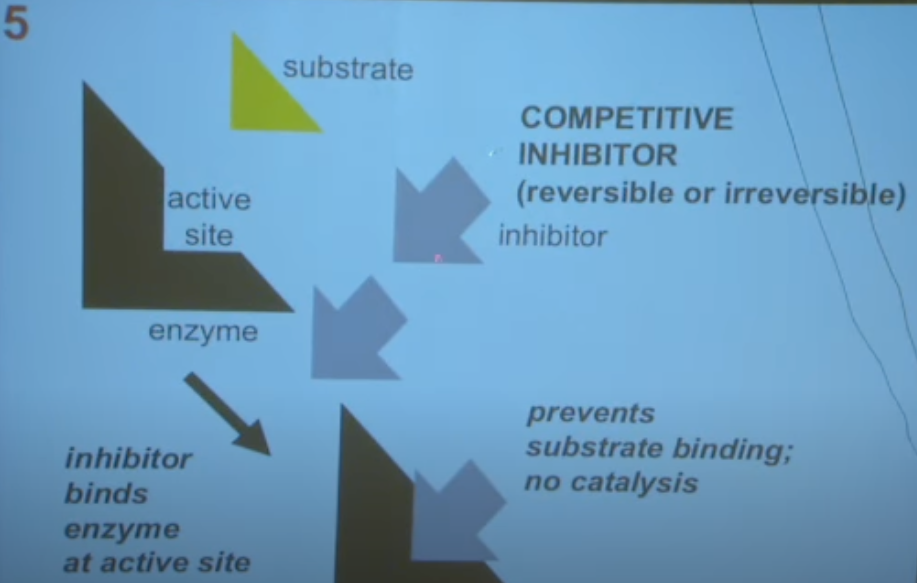 5
substrate
COMPETITIVE
INHIBITOR
(reversible or irreversible)
active
site
inhibitor
enzyme
prevents
substrate binding;
no catalysis
inhibitor
binds
enzyme
at active site